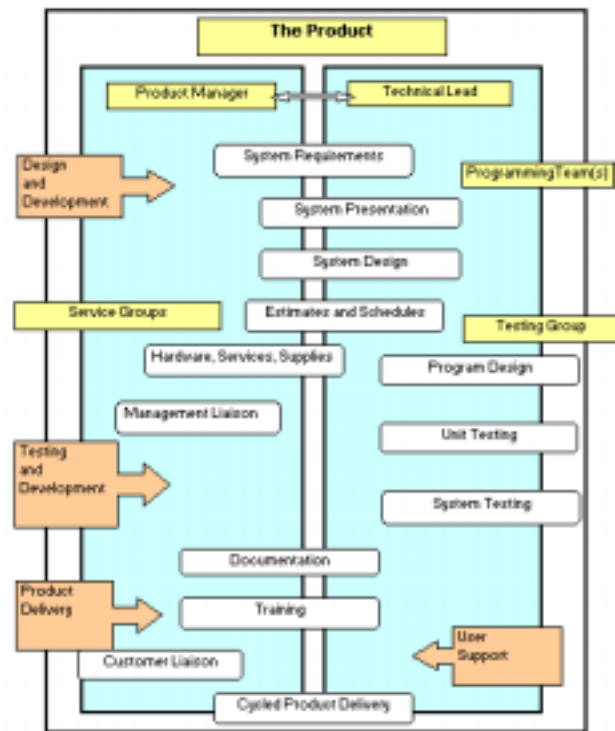 The Product
Product Manager
Technical Lead
System Requirements
Design
and
Development
ProgrammingTeam(s)
System Presentation
System Design
Service Groups
Estimates and Schedules
Testing Group
Hardware, Services, Supplies
Program Design
Management Liaison
Unit Testing
Testing
and
Development
System Testing
Documentation
Product
Delivery
Training
User
Support
Customer Liaison
Cycled Product Delivery